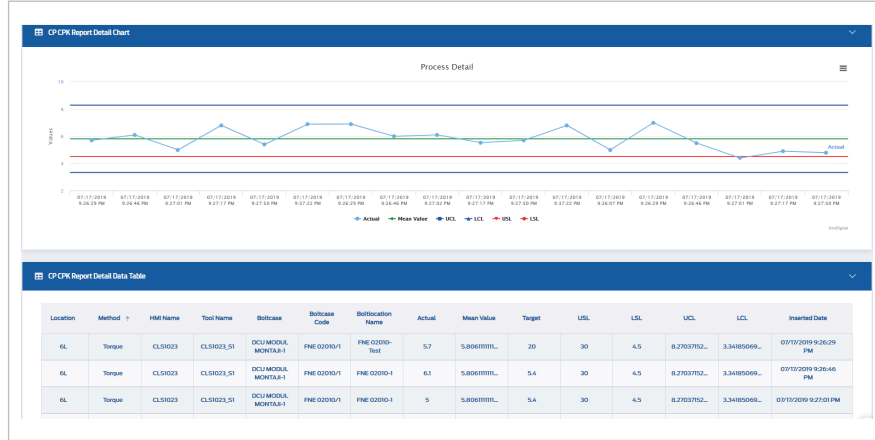 CP CPK Report Detail Chart
Process Detail
Values
10
8
6
4
2
Actual
07/17/2019 07/17/2019 07/17/2019 07/17/2019 07/17/2019 07/17/2019 07/17/2019 07/17/2019 07/17/2019 07/17/2019 07/17/2019 07/17/2019 07/17/2019 07/17/2019 07/17/2019 07/17/2019 07/17/2019 07/17/2019
9:26:29 PM 9:26:46 PM 9:27:01 PM 9:27:17 PM 9:27:50 PM 9:27:22 PM 9:26:29 PM 9:26:46 PM 9:27:02 PM 9:27:17 PM 9:27:50 PM 9:37:22 PM 9:26:07 PM 9:26:29 PM 9:26:46 PM 9:27:01 PM 9:27:17 PM 9:27:50 PM
Actual Mean Value UCL LCL USL LSL
CP CPK Report Detail Data Table
Location Method HMI Name Tool Name Boltcase Boltcase Code Boltlocation Name Actual Mean Value Target USL LSL UCL LCL Inserted Date
6L Torque CLS1023 CLS1023_S1 DCU MODUL MONTAJI-1 FNE 02010/1 FNE 02010-Test 5.7 5.8061111111... 20 30 4.5 8.27037152... 3.34185069... 07/17/2019 9:26:29 PM
6L Torque CLS1023 CLS1023_S1 DCU MODUL MONTAJI-1 FNE 02010/1 FNE 02010-1 6.1 5.8061111111... 5.4 30 4.5 8.27037152... 3.34185069... 07/17/2019 9:26:46 PM
6L Torque CLS1023 CLS1023_S1 DCU MODUL MONTAJI-1 FNE 02010/1 FNE 02010-1 5 5.8061111111... 5.4 30 4.5 8.27037152... 3.34185069... 07/17/2019 9:27:01 PM